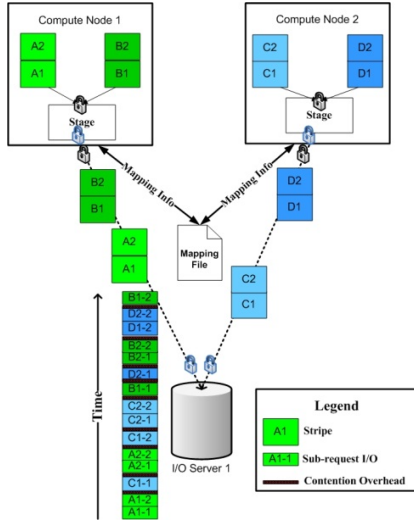 Compute Node 1
A2
A1
B2
B1
Stage
Compute Node 2
C2
C1
D2
D1
Stage
Mapping Info
Mapping Info
Mapping
File
B2
B1
A2
A1
D2
D1
C2
C1
Time
B1-2
D2-2
D1-2
B2-2
B2-1
D2-1
B1-1
C2-2
C2-1
C1-2
A2-2
A2-1
C1-1
A1-2
A1-1
I/O Server 1
Legend
A1
Stripe
A1-1
Sub-request I/O
Contention Overhead